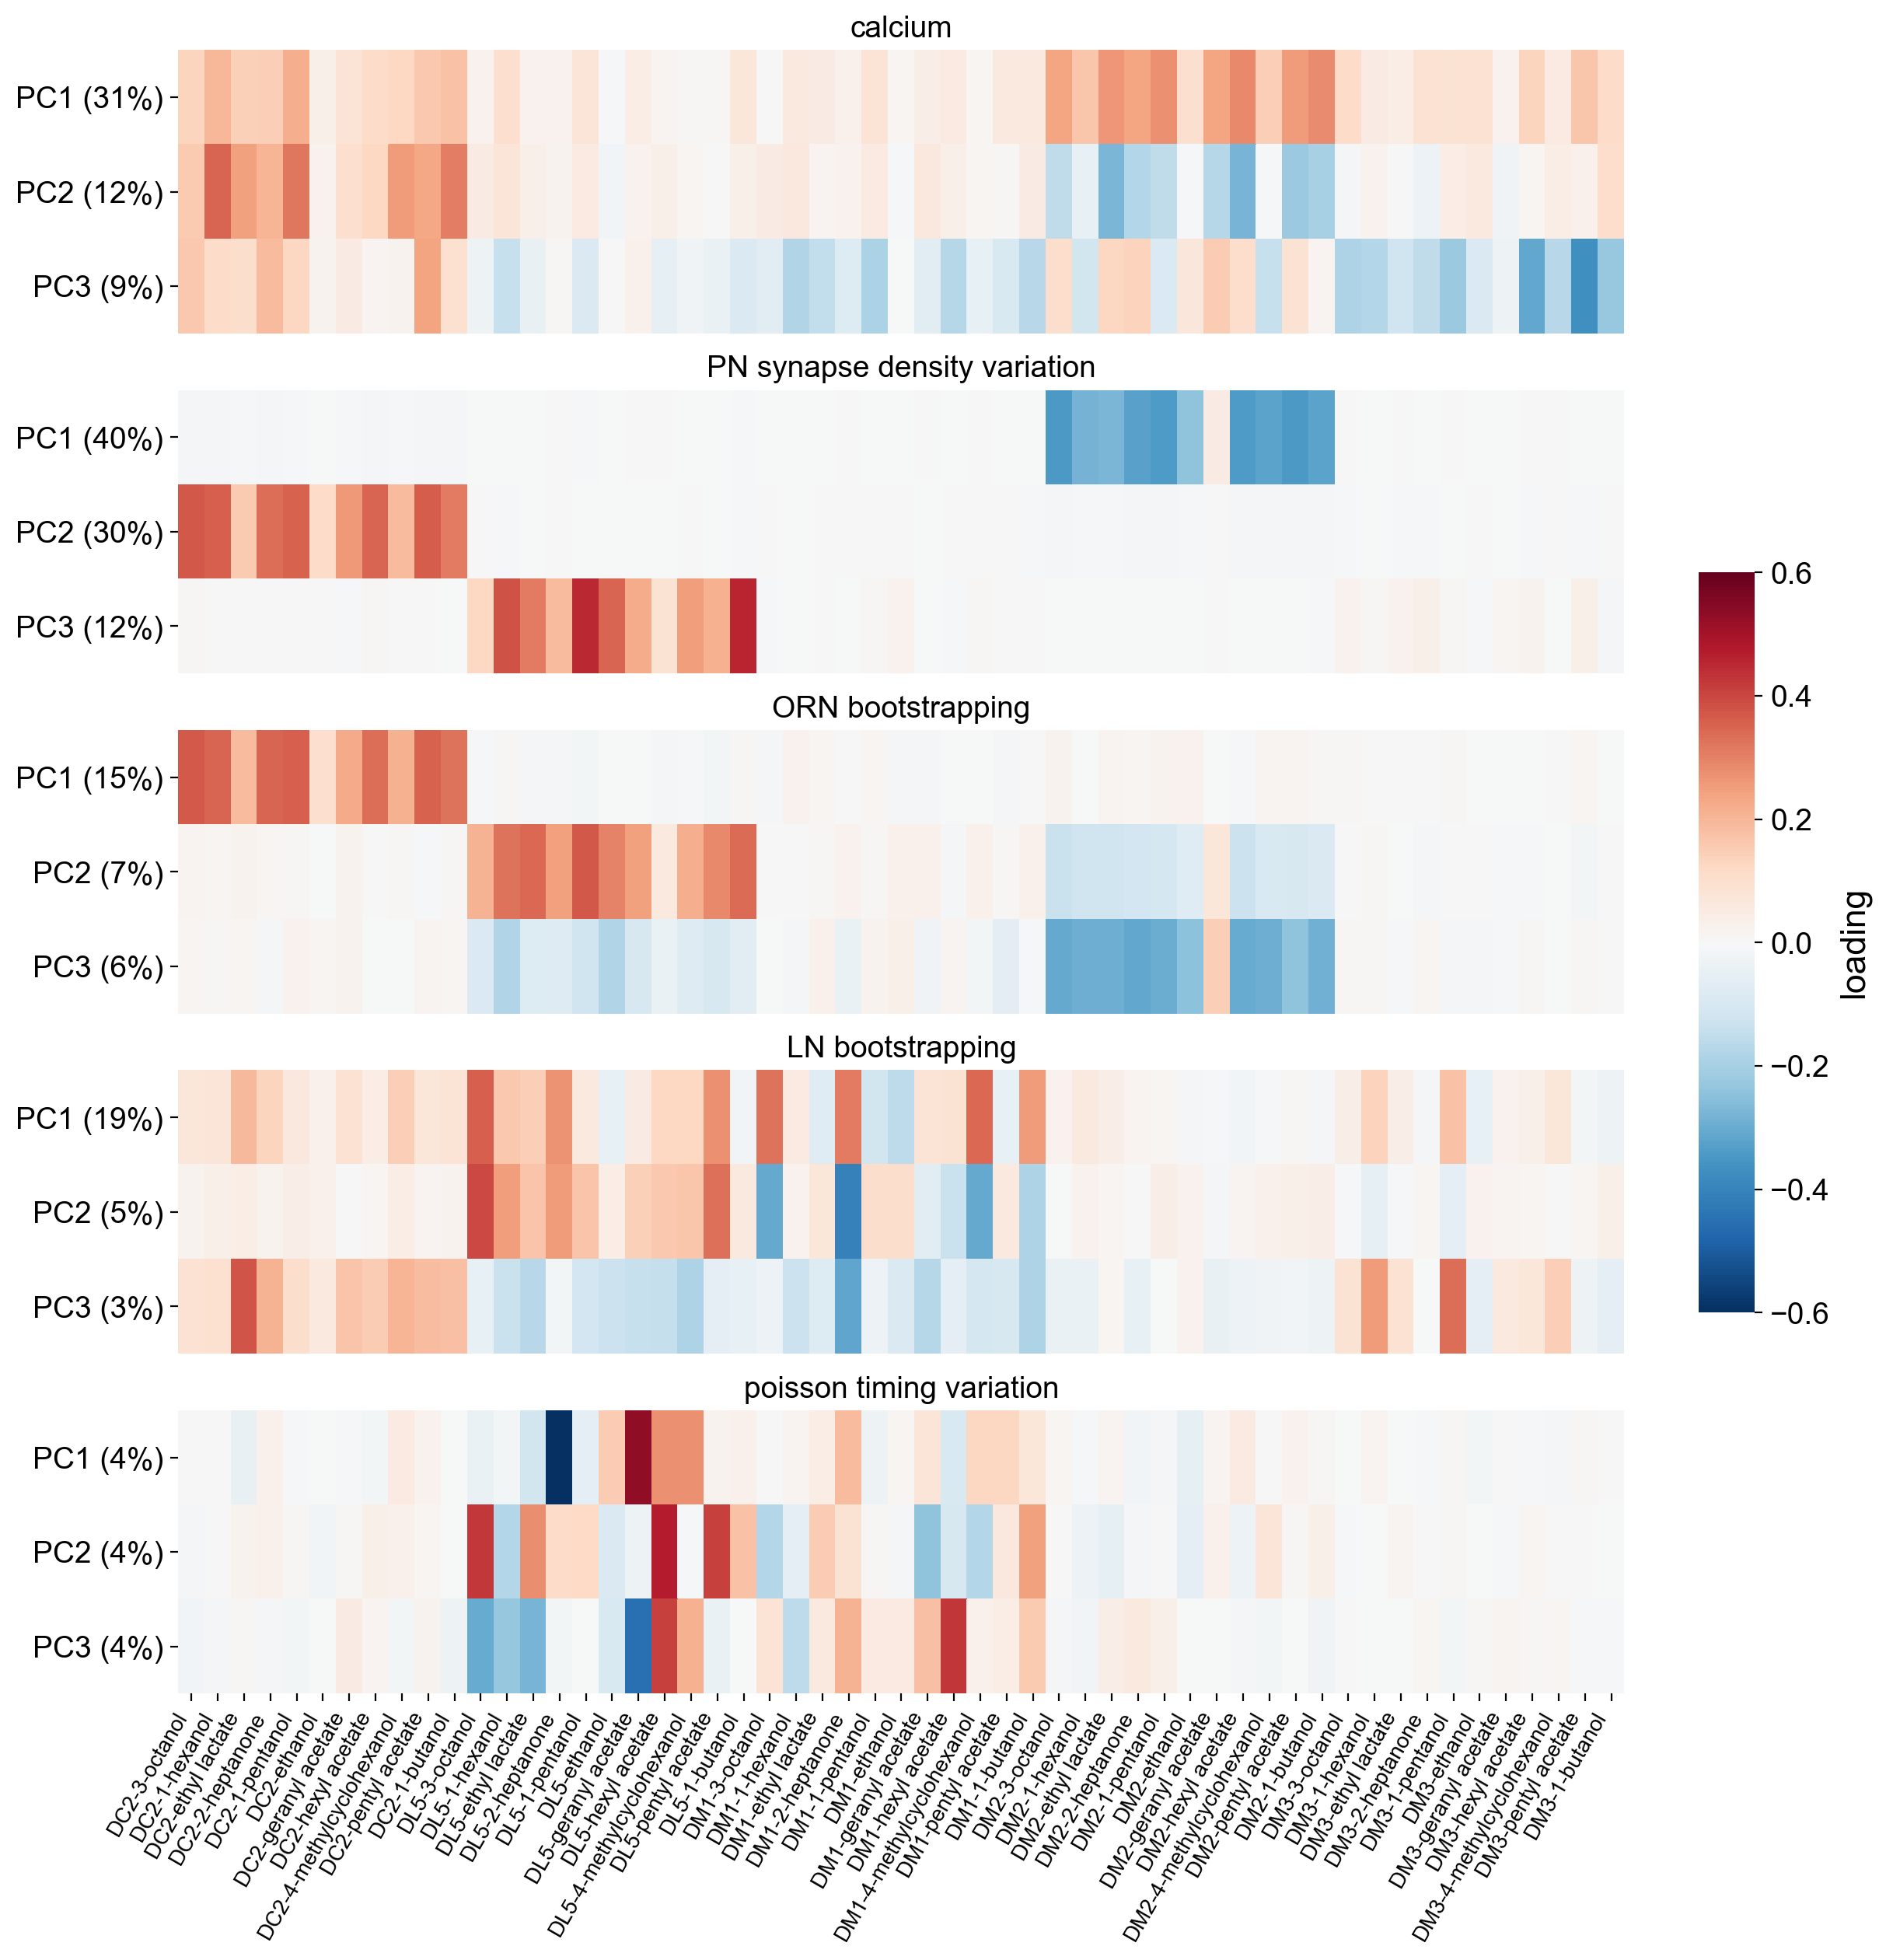 calcium
PC1 (31%)
PC2 (12%)
PC3 (9%)
PN synapse density variation
PC1 (40%)
PC2 (30%)
PC3 (12%)
ORN bootstrapping
PC1 (15%)
PC2 (7%)
PC3 (6%)
LN bootstrapping
PC1 (19%)
PC2 (5%)
PC3 (3%)
poisson timing variation
PC1 (4%)
PC2 (4%)
PC3 (4%)
DC2-3-octanol
DC2-1-hexanol
DC2-ethyl lactate
DC2-2-heptanone
DC2-1-pentanol
DC2-ethanol
DC2-geranyl acetate
DC2-hexyl acetate
DC2-4-methylcyclohexanol
DC2-pentyl acetate
DC2-1-butanol
DL5-3-octanol
DL5-1-hexanol
DL5-ethyl lactate
DL5-2-heptanone
DL5-1-pentanol
DL5-ethanol
DL5-geranyl acetate
DL5-hexyl acetate
DL5-4-methylcyclohexanol
DL5-pentyl acetate
DL5-1-butanol
DM1-3-octanol
DM1-1-hexanol
DM1-ethyl lactate
DM1-2-heptanone
DM1-1-pentanol
DM1-ethanol
DM1-geranyl acetate
DM1-hexyl acetate
DM1-4-methylcyclohexanol
DM1-pentyl acetate
DM1-1-butanol
DM2-3-octanol
DM2-1-hexanol
DM2-ethyl lactate
DM2-2-heptanone
DM2-1-pentanol
DM2-ethanol
DM2-geranyl acetate
DM2-hexyl acetate
DM2-4-methylcyclohexanol
DM2-pentyl acetate
DM2-1-butanol
DM3-3-octanol
DM3-1-hexanol
DM3-ethyl lactate
DM3-2-heptanone
DM3-1-pentanol
DM3-ethanol
DM3-geranyl acetate
DM3-hexyl acetate
DM3-4-methylcyclohexanol
DM3-pentyl acetate
DM3-1-butanol
0.6
0.4
0.2
0.0
−0.2
−0.4
−0.6
loading